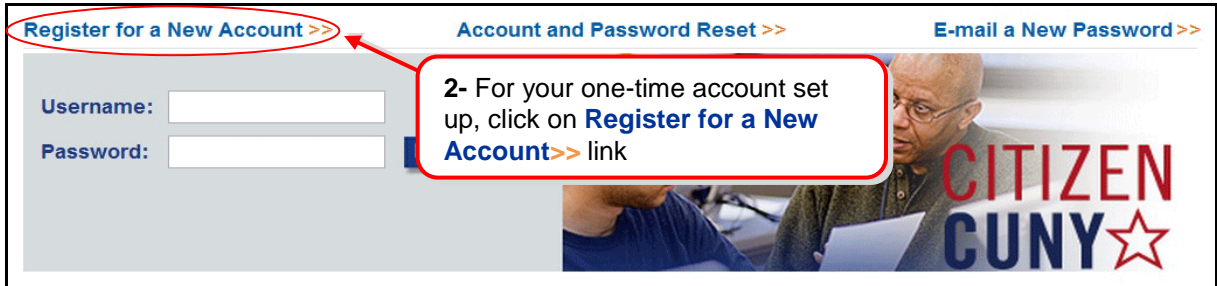 Register for a New Account >> Account and Password Reset >> E-mail a New Password >>
2- For your one-time account set
up, click on Register for a New
Account>> link
Username:
Password:
CITIZEN
CUNY